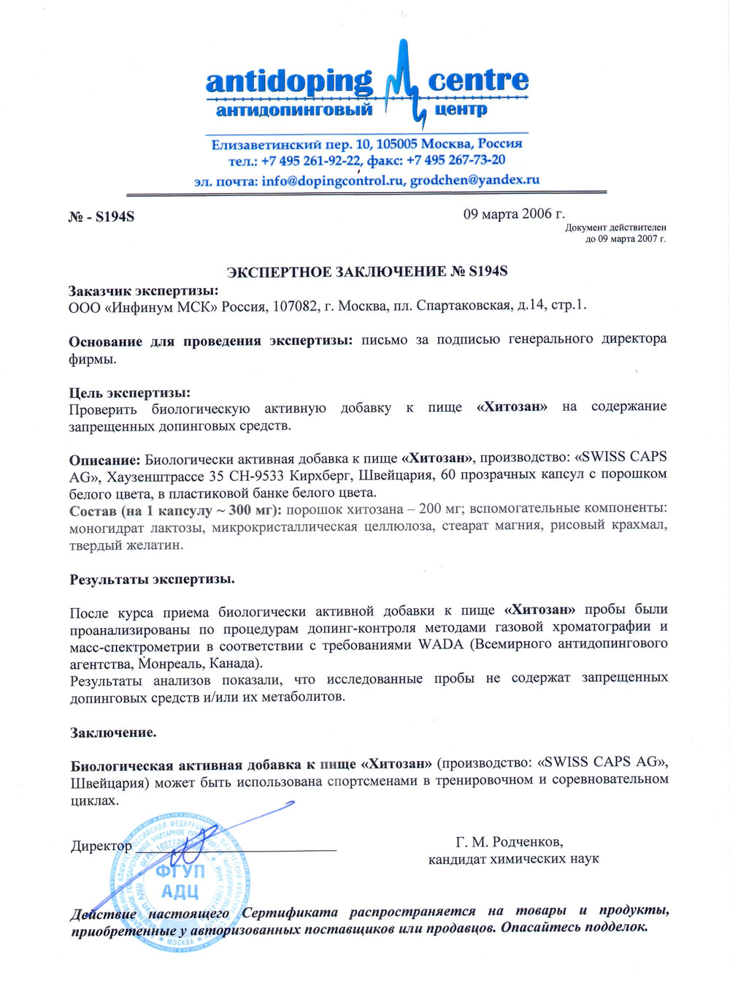 antidoping centre
антидопинговый центр
Елизаветинский пер. 10, 105005 Москва, Россия
тел.: +7 495 261-92-22, факс: +7 495 267-73-20
эл. почта: info@dopingcontrol.ru, grodchen@yandex.ru
№ - S194S
09 марта 2006 г.
Документ действителен
до 09 марта 2007 г.
ЭКСПЕРТНОЕ ЗАКЛЮЧЕНИЕ № S194S
Заказчик экспертизы:
ООО «Инфинум МСК» Россия, 107082, г. Москва, пл. Спартаковская, д.14, стр.1.
Основание для проведения экспертизы: письмо за подписью генерального директора
фирмы.
Цель экспертизы:
Проверить биологическую активную добавку к пище «Хитозан» на содержание
запрещенных допинговых средств.
Описание: Биологически активная добавка к пище «Хитозан», производство: «SWISS CAPS
AG», Хаузенштрассе 35 CH-9533 Кирхберг, Швейцария, 60 прозрачных капсул с порошком
белого цвета, в пластиковой банке белого цвета.
Состав (на 1 капсулу ~ 300 мг): порошок хитозана – 200 мг; вспомогательные компоненты:
моногидрат лактозы, микрокристаллическая целлюлоза, стеарат магния, рисовый крахмал,
твердый желатин.
Результаты экспертизы.
После курса приема биологически активной добавки к пище «Хитозан» пробы были
проанализированы по процедурам допинг-контроля методами газовой хроматографии и
масс-спектрометрии в соответствии с требованиями WADA (Всемирного антидопингового
агентства, Монреаль, Канада).
Результаты анализов показали, что исследованные пробы не содержат запрещенных
допинговых средств и/или их метаболитов.
Заключение.
Биологическая активная добавка к пище «Хитозан» (производство: «SWISS CAPS AG»,
Швейцария) может быть использована спортсменами в тренировочном и соревновательном
циклах.
Директор
Г. М. Родченков,
кандидат химических наук
ФГУП
АДЦ
МОСКВА
Действие настоящего Сертификата распространяется на товары и продукты,
приобретенные у авторизованных поставщиков или продавцов. Опасайтесь подделок.